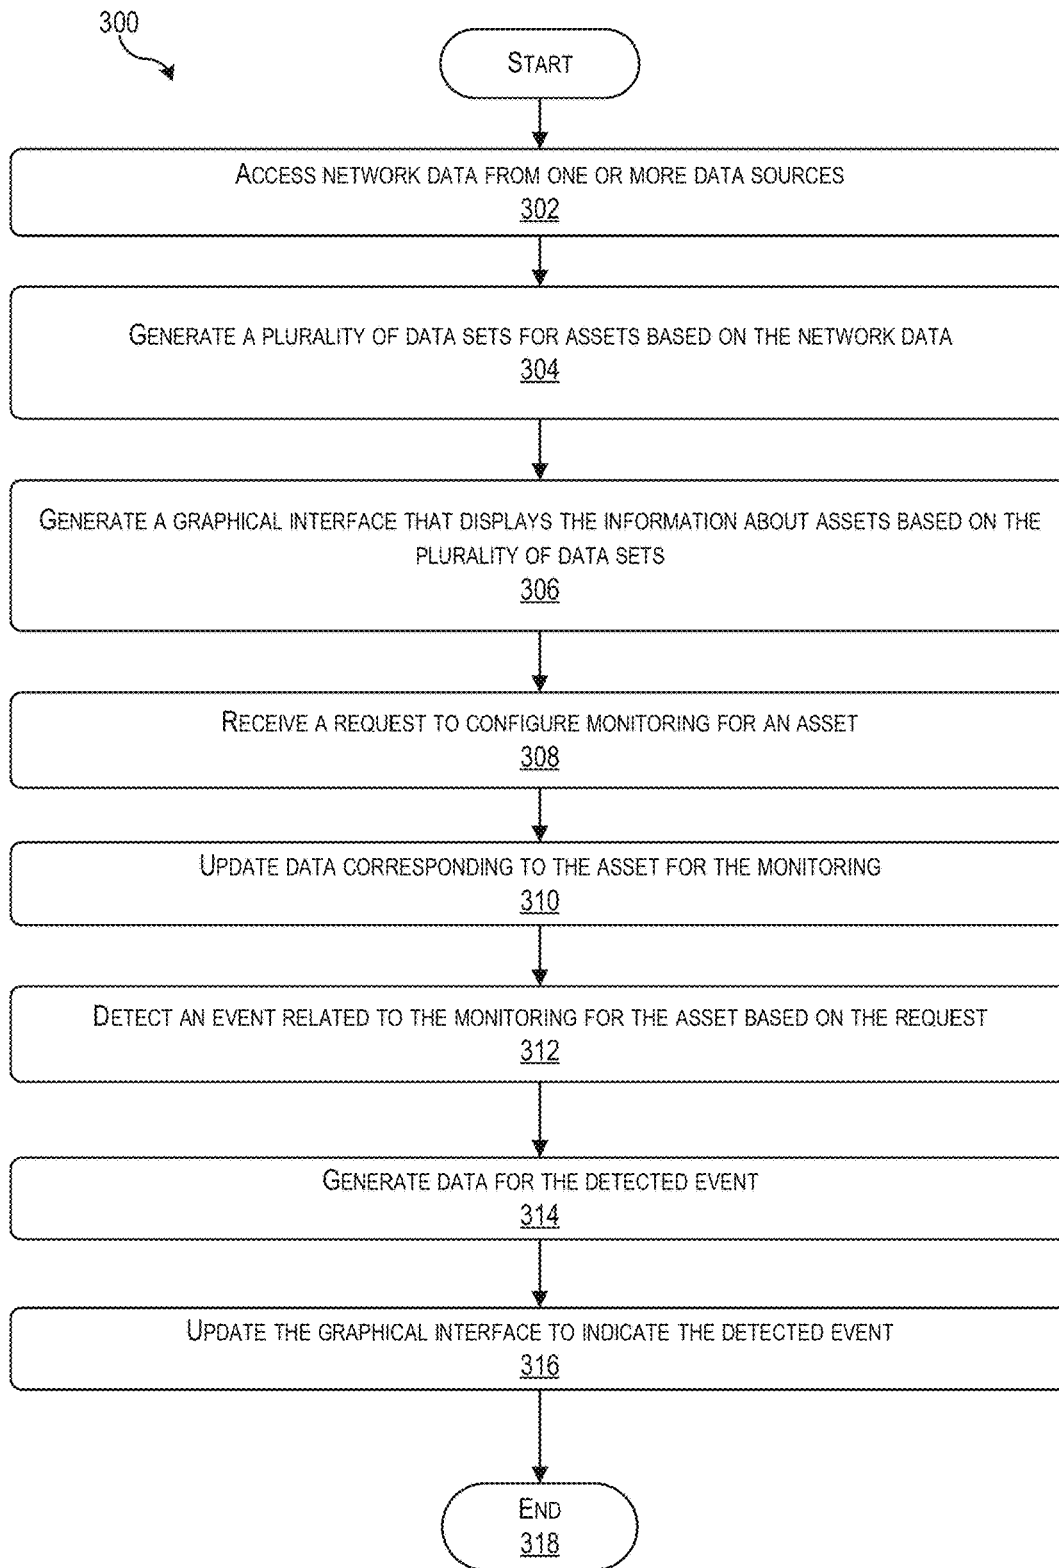 300
START
ACCESS NETWORK DATA FROM ONE OR MORE DATA SOURCES
302
GENERATE A PLURALITY OF DATA SETS FOR ASSETS BASED ON THE NETWORK DATA
304
GENERATE A GRAPHICAL INTERFACE THAT DISPLAYS THE INFORMATION ABOUT ASSETS BASED ON THE
PLURALITY OF DATA SETS
306
RECEIVE A REQUEST TO CONFIGURE MONITORING FOR AN ASSET
308
UPDATE DATA CORRESPONDING TO THE ASSET FOR THE MONITORING
310
DETECT AN EVENT RELATED TO THE MONITORING FOR THE ASSET BASED ON THE REQUEST
312
GENERATE DATA FOR THE DETECTED EVENT
314
UPDATE THE GRAPHICAL INTERFACE TO INDICATE THE DETECTED EVENT
316
END
318